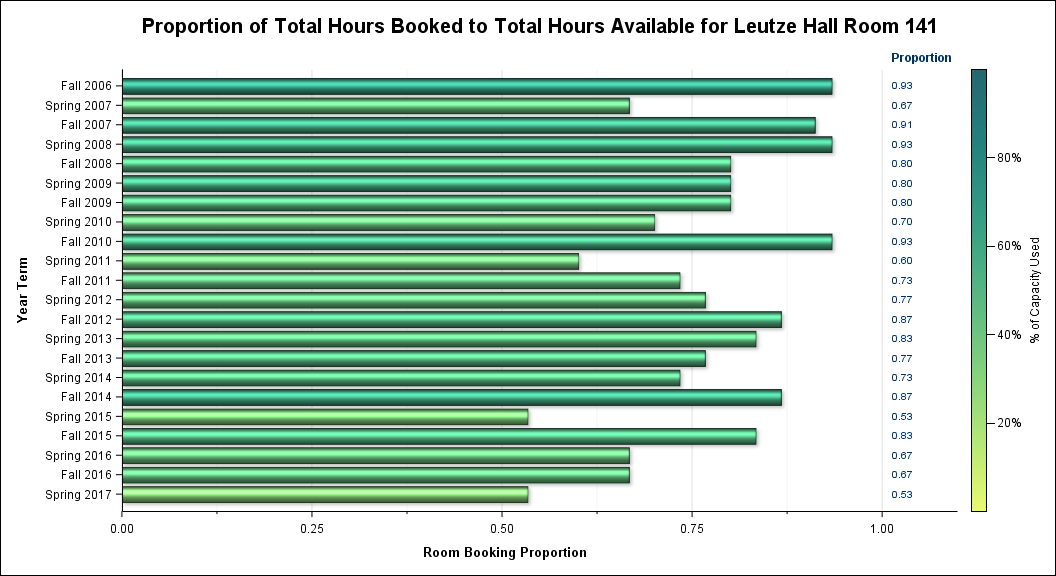 Proportion of Total Hours Booked to Total Hours Available for Leutze Hall Room 141
Proportion
Fall 2006 0.93
Spring 2007 0.67
Fall 2007 0.91
Spring 2008 0.93
Fall 2008 0.80
Spring 2009 0.80
Fall 2009 0.80
Spring 2010 0.70
Fall 2010 0.93
Spring 2011 0.60
Fall 2011 0.73
Spring 2012 0.77
Fall 2012 0.87
Spring 2013 0.83
Fall 2013 0.77
Spring 2014 0.73
Fall 2014 0.87
Spring 2015 0.53
Fall 2015 0.83
Spring 2016 0.67
Fall 2016 0.67
Spring 2017 0.53
Year Term
0.00 0.25 0.50 0.75 1.00
Room Booking Proportion
80%
60%
40%
20%
% of Capacity Used